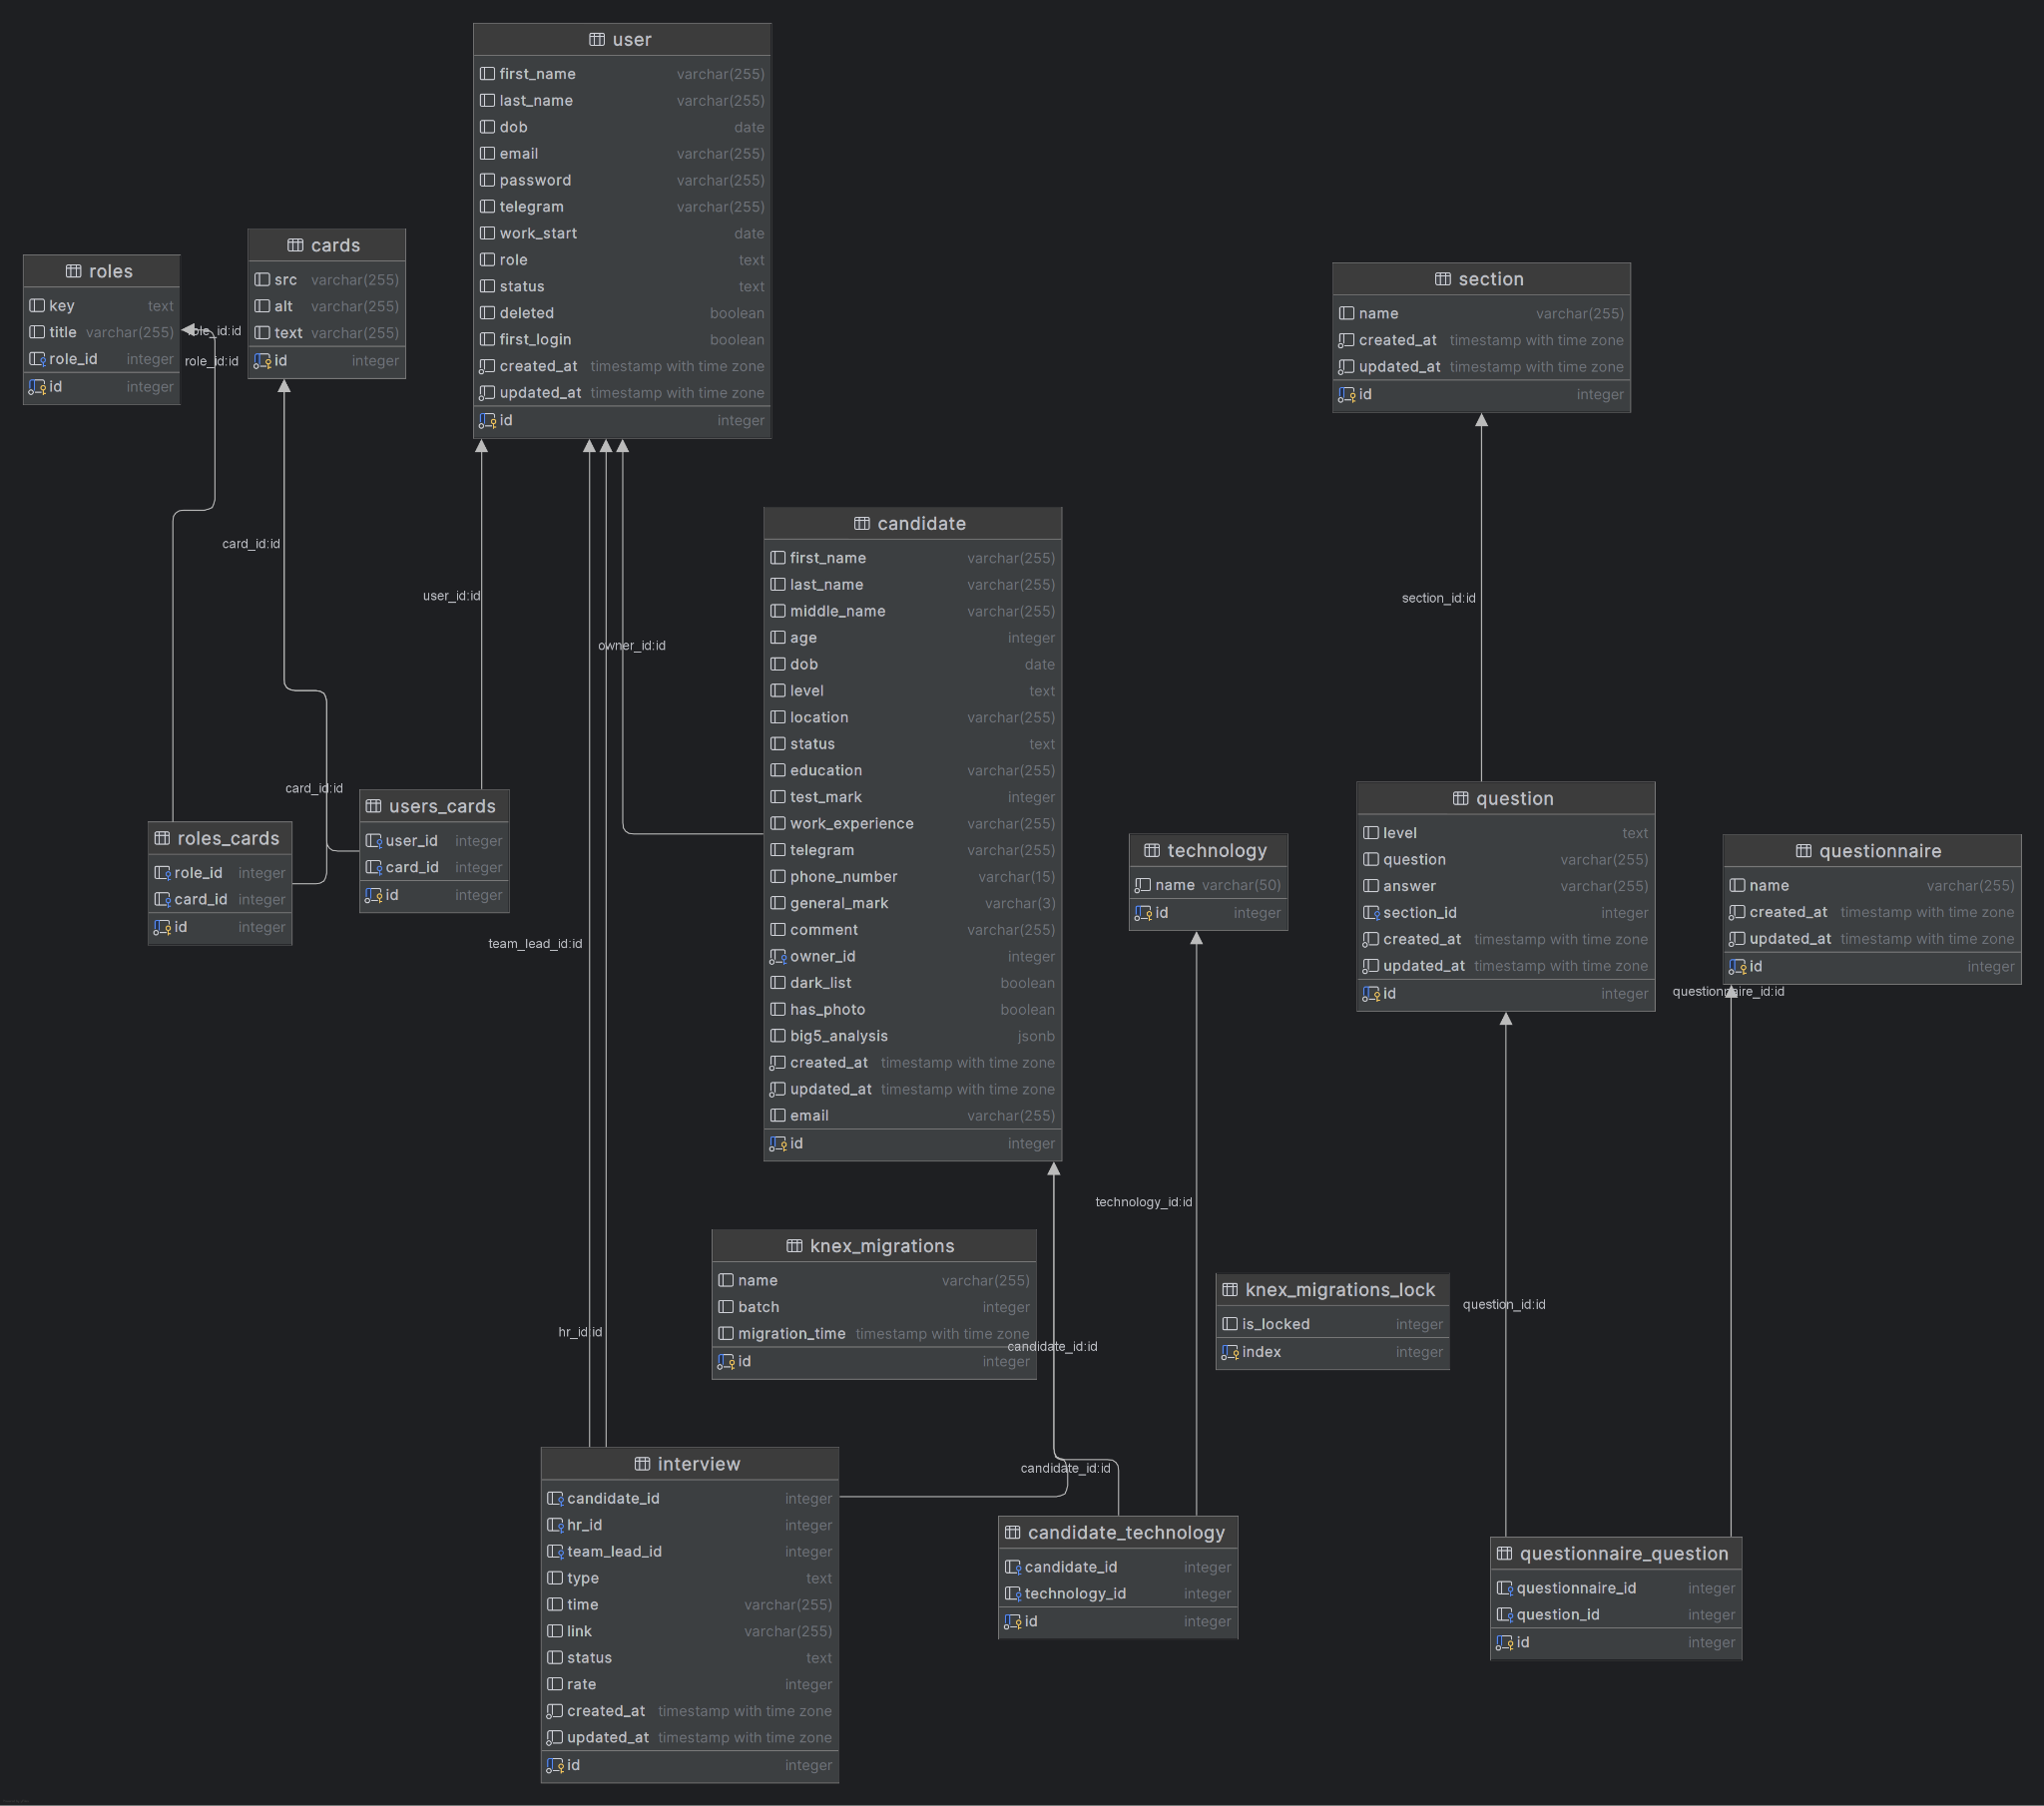 user
first_name varchar(255)
last_name varchar(255)
dob date
email varchar(255)
password varchar(255)
telegram varchar(255)
work_start date
role text
status text
deleted boolean
first_login boolean
created_at timestamp with time zone
updated_at timestamp with time zone
id integer
cards
src varchar(255)
alt varchar(255)
text varchar(255)
id integer
roles
key text
title varchar(255)
role_id integer
id integer
role_id:id
role_id:id
section
name varchar(255)
created_at timestamp with time zone
updated_at timestamp with time zone
id integer
card_id:id
user_id:id
owner_id:id
section_id:id
candidate
first_name varchar(255)
last_name varchar(255)
middle_name varchar(255)
age integer
dob date
level text
location varchar(255)
status text
education varchar(255)
test_mark integer
work_experience varchar(255)
telegram varchar(255)
phone_number varchar(15)
general_mark varchar(3)
comment varchar(255)
owner_id integer
dark_list boolean
has_photo boolean
big5_analysis jsonb
created_at timestamp with time zone
updated_at timestamp with time zone
email varchar(255)
id integer
card_id:id
users_cards
user_id integer
card_id integer
id integer
roles_cards
role_id integer
card_id integer
id integer
technology
name varchar(50)
id integer
question
level text
question varchar(255)
answer varchar(255)
section_id integer
created_at timestamp with time zone
updated_at timestamp with time zone
id integer
questionnaire
name varchar(255)
created_at timestamp with time zone
updated_at timestamp with time zone
id integer
questionnaire_id:id
team_lead_id:id
technology_id:id
knex_migrations
name varchar(255)
batch integer
migration_time timestamp with time zone
id integer
knex_migrations_lock
is_locked integer
index integer
hr_id:id
candidate_id:id
question_id:id
candidate_id:id
interview
candidate_id integer
hr_id integer
team_lead_id integer
type text
time varchar(255)
link varchar(255)
status text
rate integer
created_at timestamp with time zone
updated_at timestamp with time zone
id integer
candidate_technology
candidate_id integer
technology_id integer
id integer
questionnaire_question
questionnaire_id integer
question_id integer
id integer